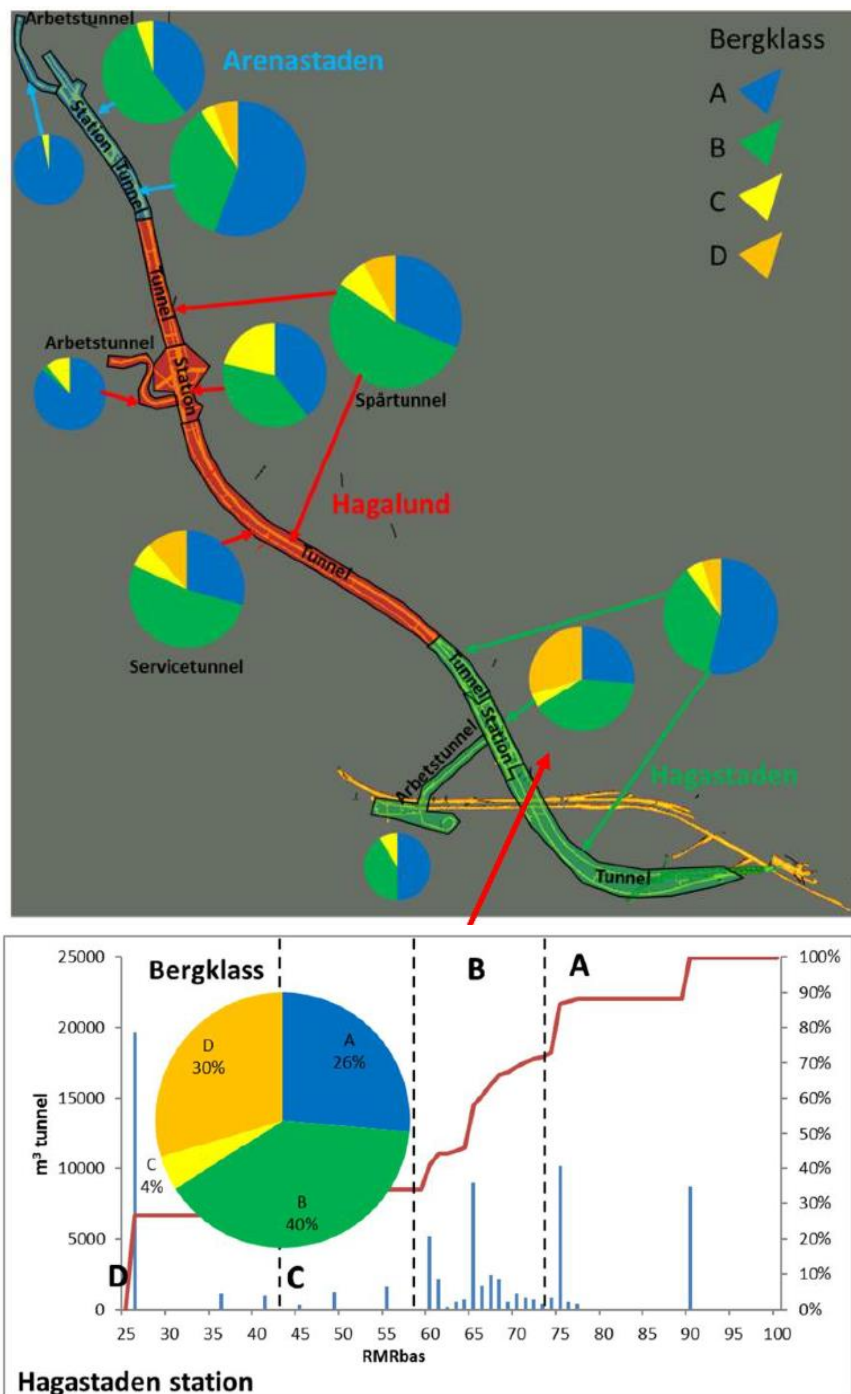 Arbetstunnel
Arenastaden
Station
Tunnel
Bergklass
A
B
C
D
Tunnel
Arbetstunnel
Station
Spårtunnel
Hagalund
Tunnel
Servicetunnel
Tunnel
Station
Arbetstunnel
Hagastaden
Tunnel
Bergklass
B
A
25000
20000
15000
10000
5000
0
m³ tunnel
D
30%
A
26%
C
4%
B
40%
D
C
100%
90%
80%
70%
60%
50%
40%
30%
20%
10%
0%
25 30 35 40 45 50 55 60 65 70 75 80 85 90 95 100
RMRbas
Hagastaden station